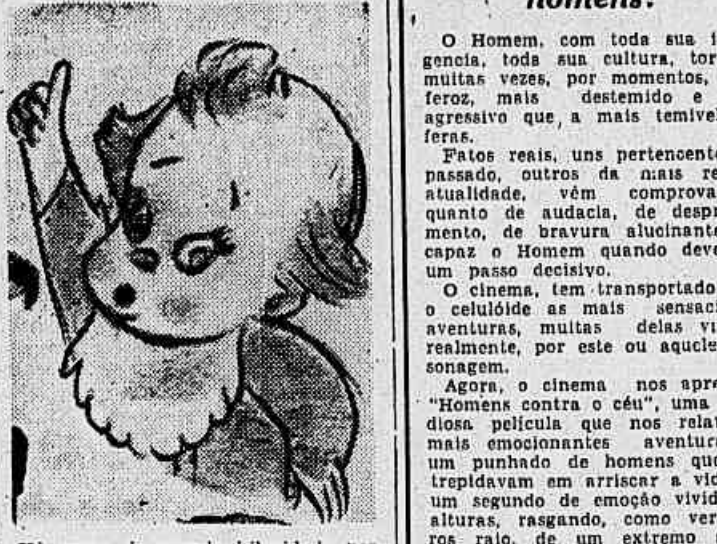 homens?
O Homem, com toda sua i
gencia, toda sua cultura, tor
muitas vezes, por momentos,
feroz, mais destemido e
agressivo que a mais temive
feras.
Fatos reais, uns pertencent
passado, outros da mais re
atualidade, vêm comprova
quanto de audacia, de despr
mento, de bravura alucinant
capaz o Homem quando deve
um passo decisivo.
O cinema, tem transportado
o celulóide as mais sensaci
aventuras, muitas delas vi
realmente, por este ou aquele
sonagem.
Agora, o cinema nos apre
"Homens contra o céu", uma
diosa película que nos relat
mais emocionantes aventur
um punhado de homens que
trepidavam em arriscar a vid
um segundo de emoção vivid
alturas, rasgando, como ver
ros raio, de um extremo